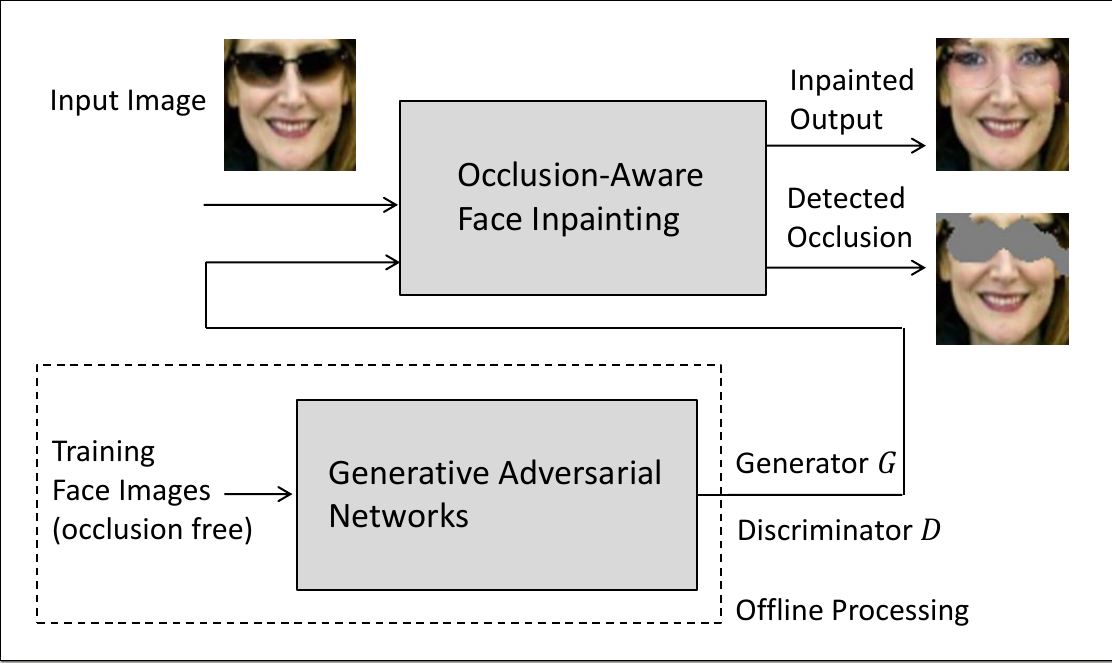 Input Image
Inpainted
Output
Occlusion-Aware
Face Inpainting
Detected
Occlusion
Training
Face Images
(occlusion free)
Generative Adversarial
Networks
Generator G
Discriminator D
Offline Processing